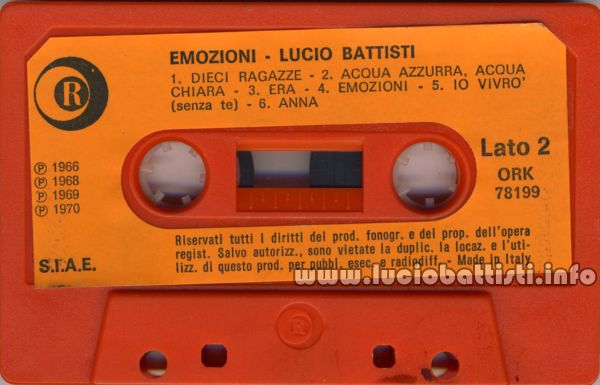 EMOZIONI - LUCIO BATTISTI
1. DIECI RAGAZZE - 2. ACQUA AZZURRA, ACQUA
CHIARA - 3. ERA - 4. EMOZIONI - 5. IO VIVRO'
(senza te) - 6. ANNA
R
Lato 2
ORK
78199
Ⓟ 1966
Ⓟ 1968
Ⓟ 1969
Ⓟ 1970
S.I.A.E.
Riservati tutti i diritti del prod. fonogr. e del prop. dell'opera
regist. Salvo autorizz., sono vietate la duplic. la locaz. e l'uti-
lizz. di questo prod. per pubbl. esec. e radiodiff. - Made in Italy
www.luciobattisti.info
R